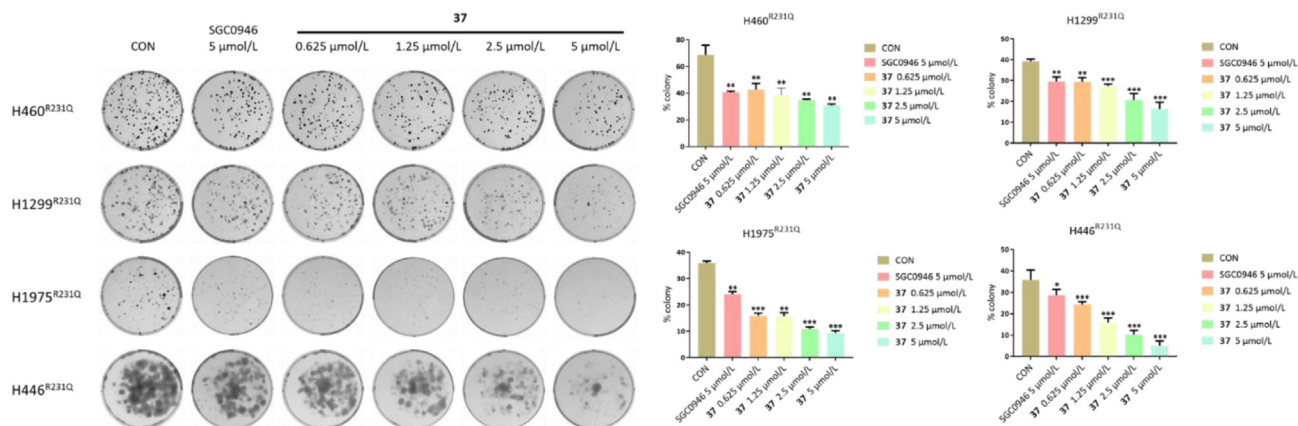 37
SGC0946
CON 5 μmol/L 0.625 μmol/L 1.25 μmol/L 2.5 μmol/L 5 μmol/L
H460R231Q
H1299R231Q
H1975R231Q
H446R231Q
H460R231Q
% colony
80
60
40
20
0
** ** ** ** **
CON
SGC0946 5 μmol/L
37 0.625 μmol/L
37 1.25 μmol/L
37 2.5 μmol/L
37 5 μmol/L
CON
SGC0946 5 μmol/L
37 0.625 μmol/L
37 1.25 μmol/L
37 2.5 μmol/L
37 5 μmol/L
H1299R231Q
% colony
50
40
30
20
10
0
** ** *** *** ***
CON
SGC0946 5 μmol/L
37 0.625 μmol/L
37 1.25 μmol/L
37 2.5 μmol/L
37 5 μmol/L
CON
SGC0946 5 μmol/L
37 0.625 μmol/L
37 1.25 μmol/L
37 2.5 μmol/L
37 5 μmol/L
H1975R231Q
% colony
40
30
20
10
0
** *** ** *** ***
CON
SGC0946 5 μmol/L
37 0.625 μmol/L
37 1.25 μmol/L
37 2.5 μmol/L
37 5 μmol/L
CON
SGC0946 5 μmol/L
37 0.625 μmol/L
37 1.25 μmol/L
37 2.5 μmol/L
37 5 μmol/L
H446R231Q
% colony
50
40
30
20
10
0
* *** *** *** ***
CON
SGC0946 5 μmol/L
37 0.625 μmol/L
37 1.25 μmol/L
37 2.5 μmol/L
37 5 μmol/L
CON
SGC0946 5 μmol/L
37 0.625 μmol/L
37 1.25 μmol/L
37 2.5 μmol/L
37 5 μmol/L